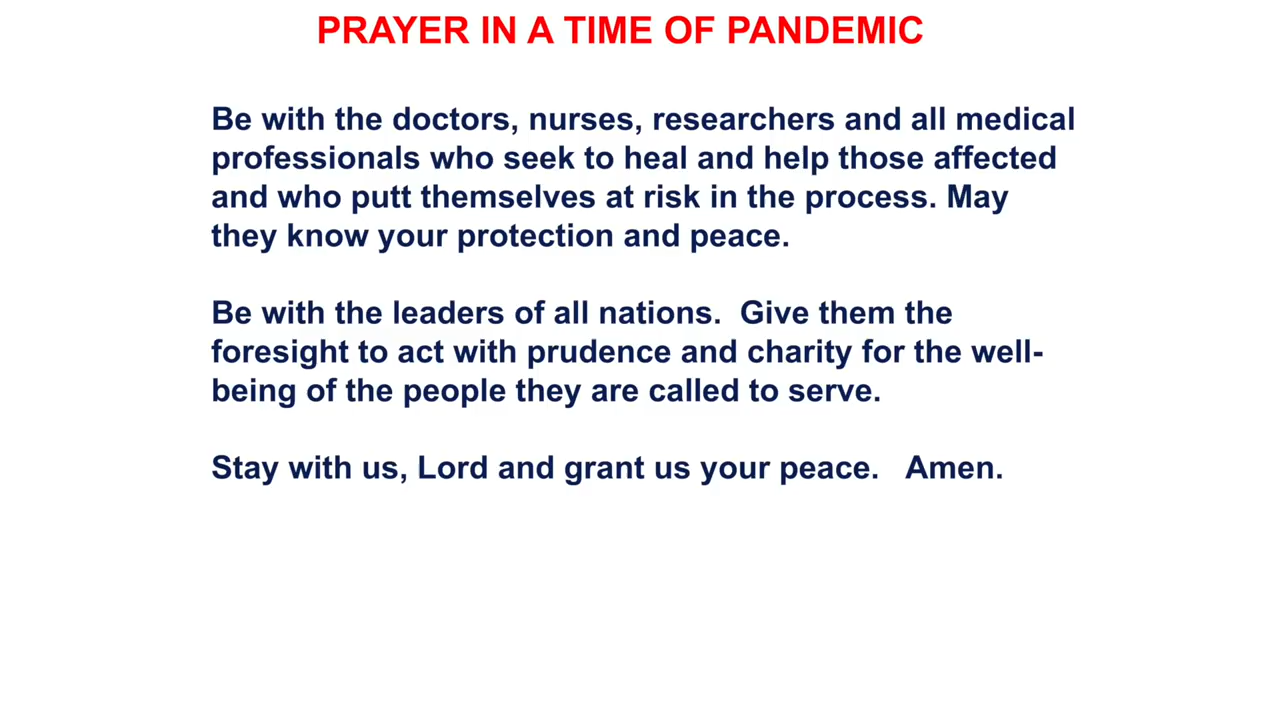 PRAYER IN A TIME OF PANDEMIC
Be with the doctors, nurses, researchers and all medical
professionals who seek to heal and help those affected
and who putt themselves at risk in the process. May
they know your protection and peace.
Be with the leaders of all nations.  Give them the
foresight to act with prudence and charity for the well-
being of the people they are called to serve.
Stay with us, Lord and grant us your peace.   Amen.